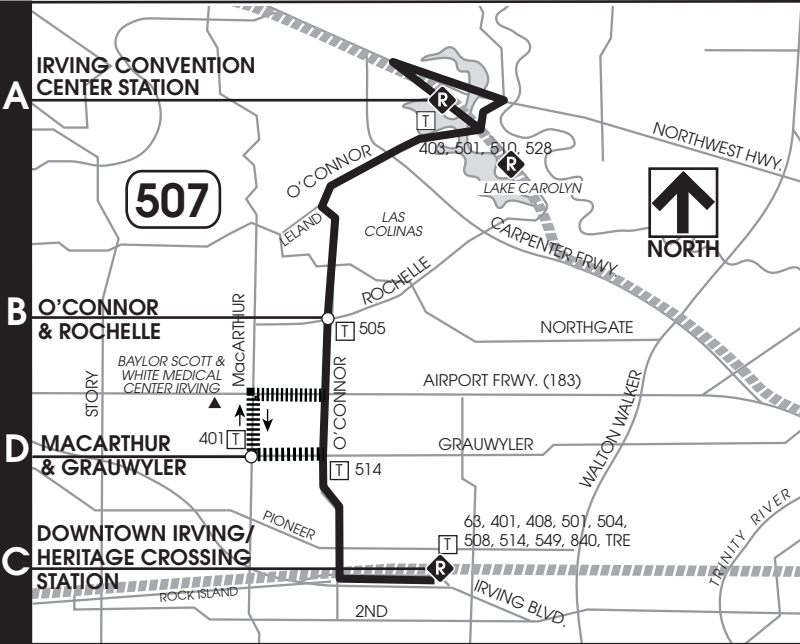 A
IRVING CONVENTION
CENTER STATION
R
T
403, 501, 510, 528
R
LAKE CAROLYN
NORTHWEST HWY.
NORTH
507
O'CONNOR
LELAND
LAS
COLINAS
CARPENTER FRWY.
ROCHELLE
B
O'CONNOR
& ROCHELLE
T 505
NORTHGATE
MacARTHUR
BAYLOR SCOTT &
WHITE MEDICAL
CENTER IRVING
STORY
O'CONNOR
AIRPORT FRWY. (183)
WALTON WALKER
401 T
D
MACARTHUR
& GRAUWYLER
GRAUWYLER
T 514
PIONEER
63, 401, 408, 501, 504,
T 508, 514, 549, 840, TRE
TRINITY RIVER
C
DOWNTOWN IRVING/
HERITAGE CROSSING
STATION
R
ROCK ISLAND
IRVING BLVD.
2ND